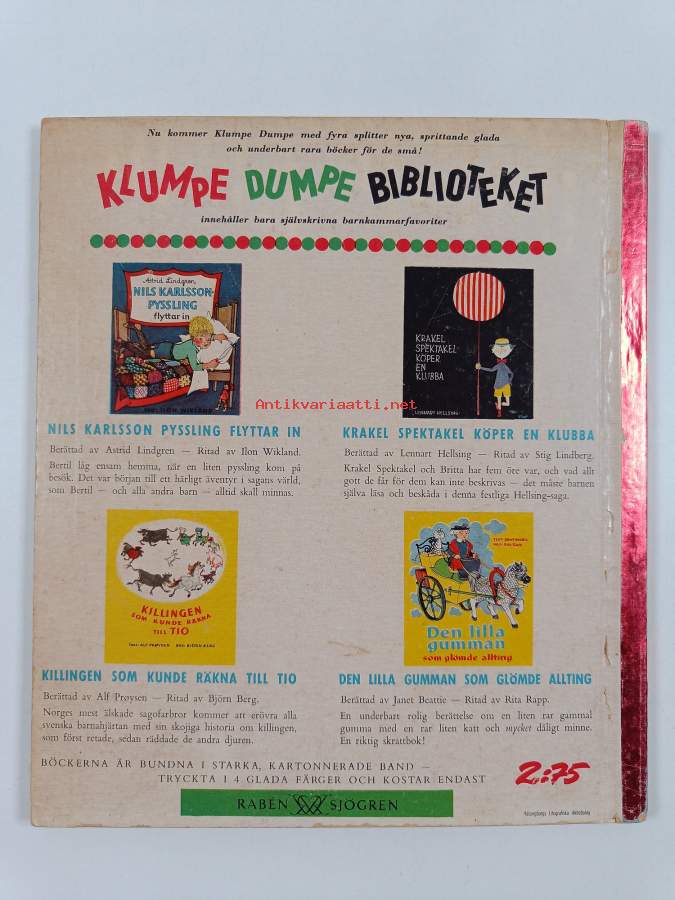 Nu kommer Klumpe Dumpe med fyra splitter nya, sprittande glada
och underbart rara böcker för de små!
KLUMPE DUMPE BIBLIOTEKET
innehåller bara självskrivna barnkammarfavoriter
Astrid Lindgren
NILS KARLSSON-
PYSSLING
flyttar in
KRAKEL
SPEKTAKEL
KÖPER
EN
KLUBBA
LENNART HELLSING
Antikvariaatti.net
NILS KARLSSON PYSSLING FLYTTAR IN
Berättad av Astrid Lindgren — Ritad av Ilon Wikland.
Bertil låg ensam hemma, när en liten pyssling kom på
besök. Det var början till ett härligt äventyr i sagans värld,
som Bertil — och alla andra barn — alltid skall minnas.
KRAKEL SPEKTAKEL KÖPER EN KLUBBA
Berättad av Lennart Hellsing — Ritad av Stig Lindberg.
Krakel Spektakel och Britta har fem öre var, och vad allt
gott de får för dem kan inte beskrivas — det måste barnen
själva läsa och beskåda i denna festliga Hellsing-saga.
KILLINGEN
SOM KUNDE RÄKNA
TILL TIO
Den lilla
gumman
som glömde allting
KILLINGEN SOM KUNDE RÄKNA TILL TIO
Berättad av Alf Prøysen — Ritad av Björn Berg.
Norges mest älskade sagofarbror kommer att erövra alla
svenska barnahjärtan med sin skojiga historia om killingen,
som först retade, sedan räddade de andra djuren.
DEN LILLA GUMMAN SOM GLÖMDE ALLTING
Berättad av Janet Beattie — Ritad av Rita Rapp.
En underbart rolig berättelse om en liten rar gammal
gumma med en rar liten katt och mycket dåligt minne.
En riktig skrattbok!
BÖCKERNA ÄR BUNDNA I STARKA, KARTONNERADE BAND —
TRYCKTA I 4 GLADA FÄRGER OCH KOSTAR ENDAST
2:75
RABÉN SJÖGREN